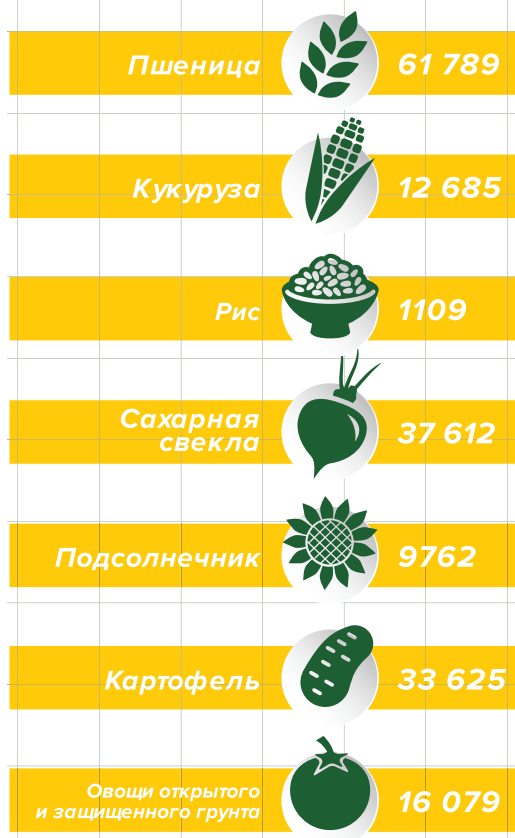 Пшеница 61 789
Кукуруза 12 685
Рис 1109
Сахарная
свекла 37 612
Подсолнечник 9762
Картофель 33 625
Овощи открытого
и защищенного грунта 16 079